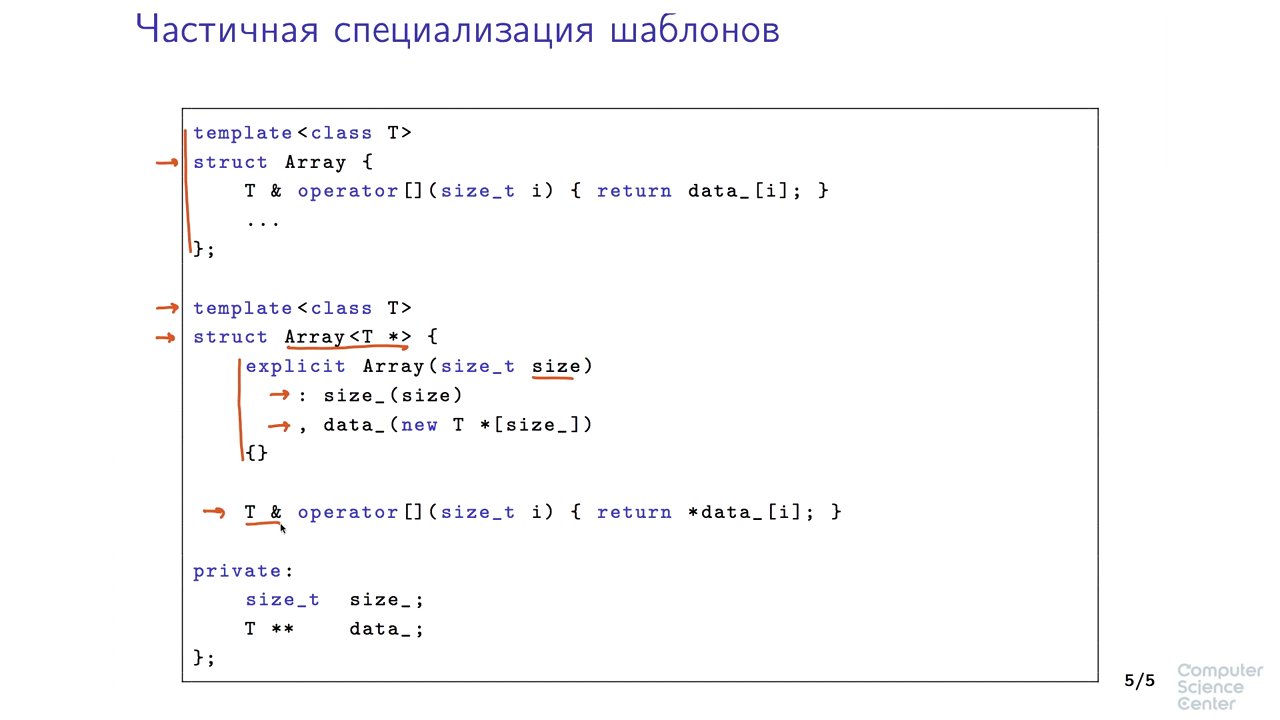 Частичная специализация шаблонов
template<class T>
struct Array {
    T & operator[](size_t i) { return data_[i]; }
    ...
};
template<class T>
struct Array<T *> {
    explicit Array(size_t size)
        : size_(size)
        , data_(new T *[size_])
    {}
    T & operator[](size_t i) { return *data_[i]; }
private:
    size_t  size_;
    T **    data_;
};
5/5
Computer
Science
Center